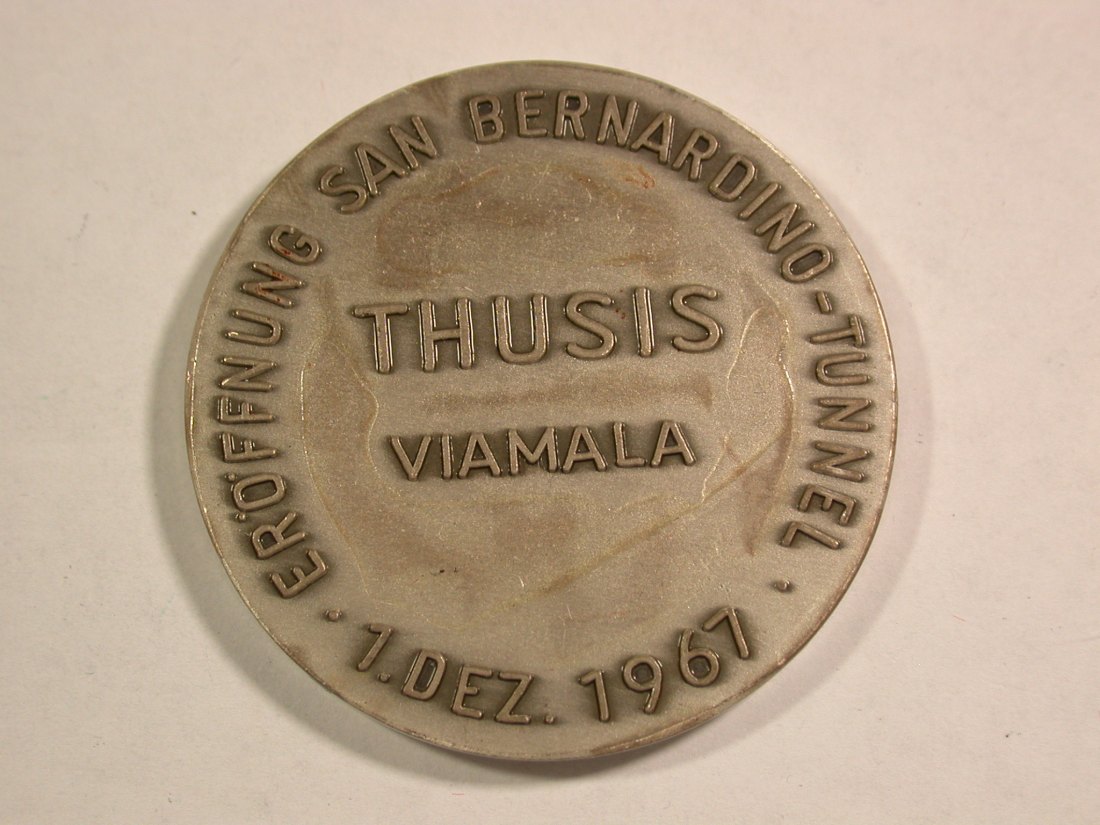 ERÖFFNUNG SAN BERNARDINO-TUNNEL
THUSIS
VIAMALA
· 1. DEZ. 1967 ·